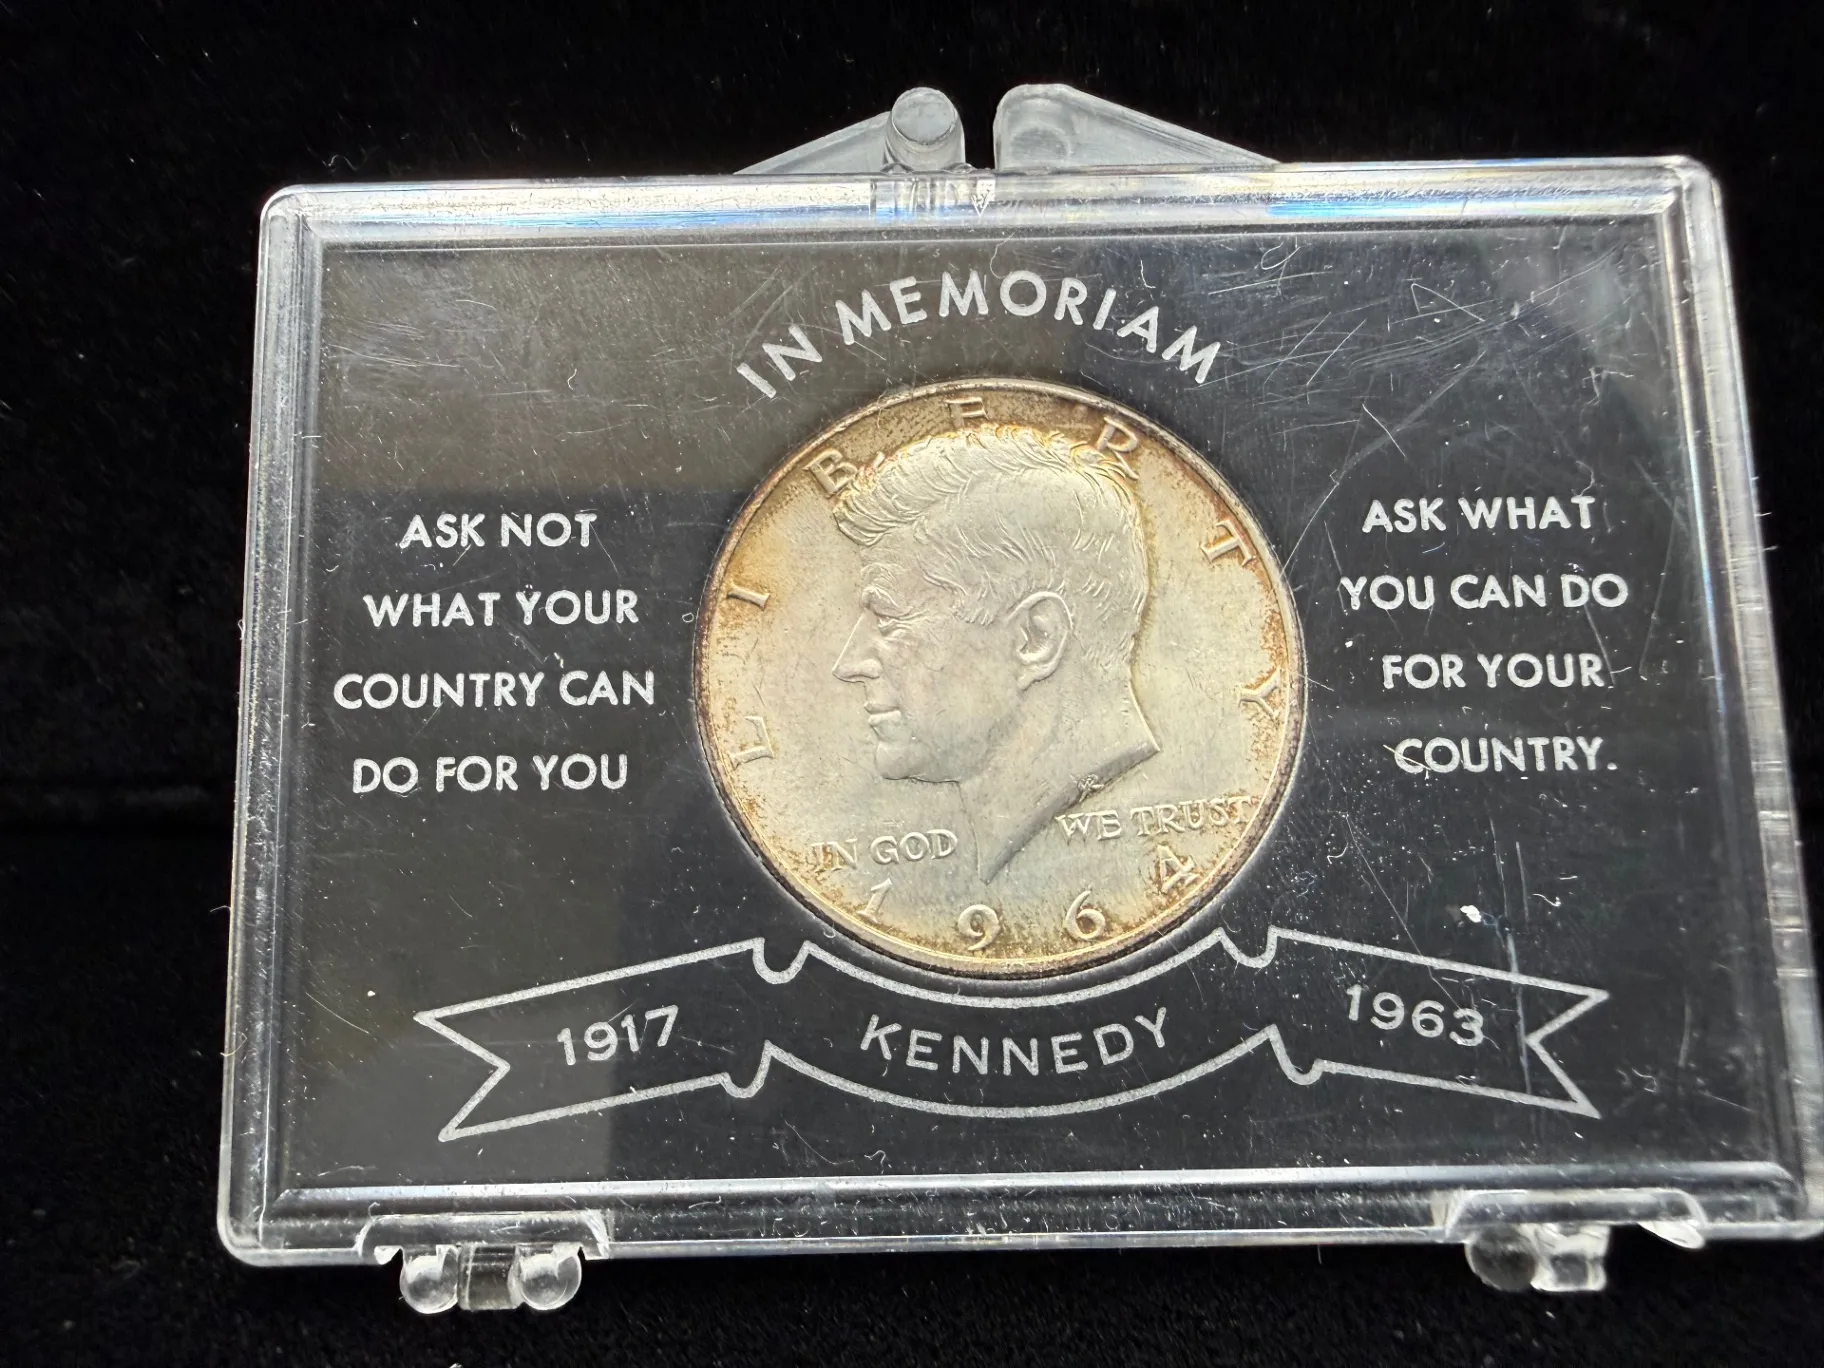 IN MEMORIAM
ASK NOT
WHAT YOUR
COUNTRY CAN
DO FOR YOU
LIBERTY
IN GOD WE TRUST
1964
ASK WHAT
YOU CAN DO
FOR YOUR
COUNTRY.
1917 KENNEDY 1963